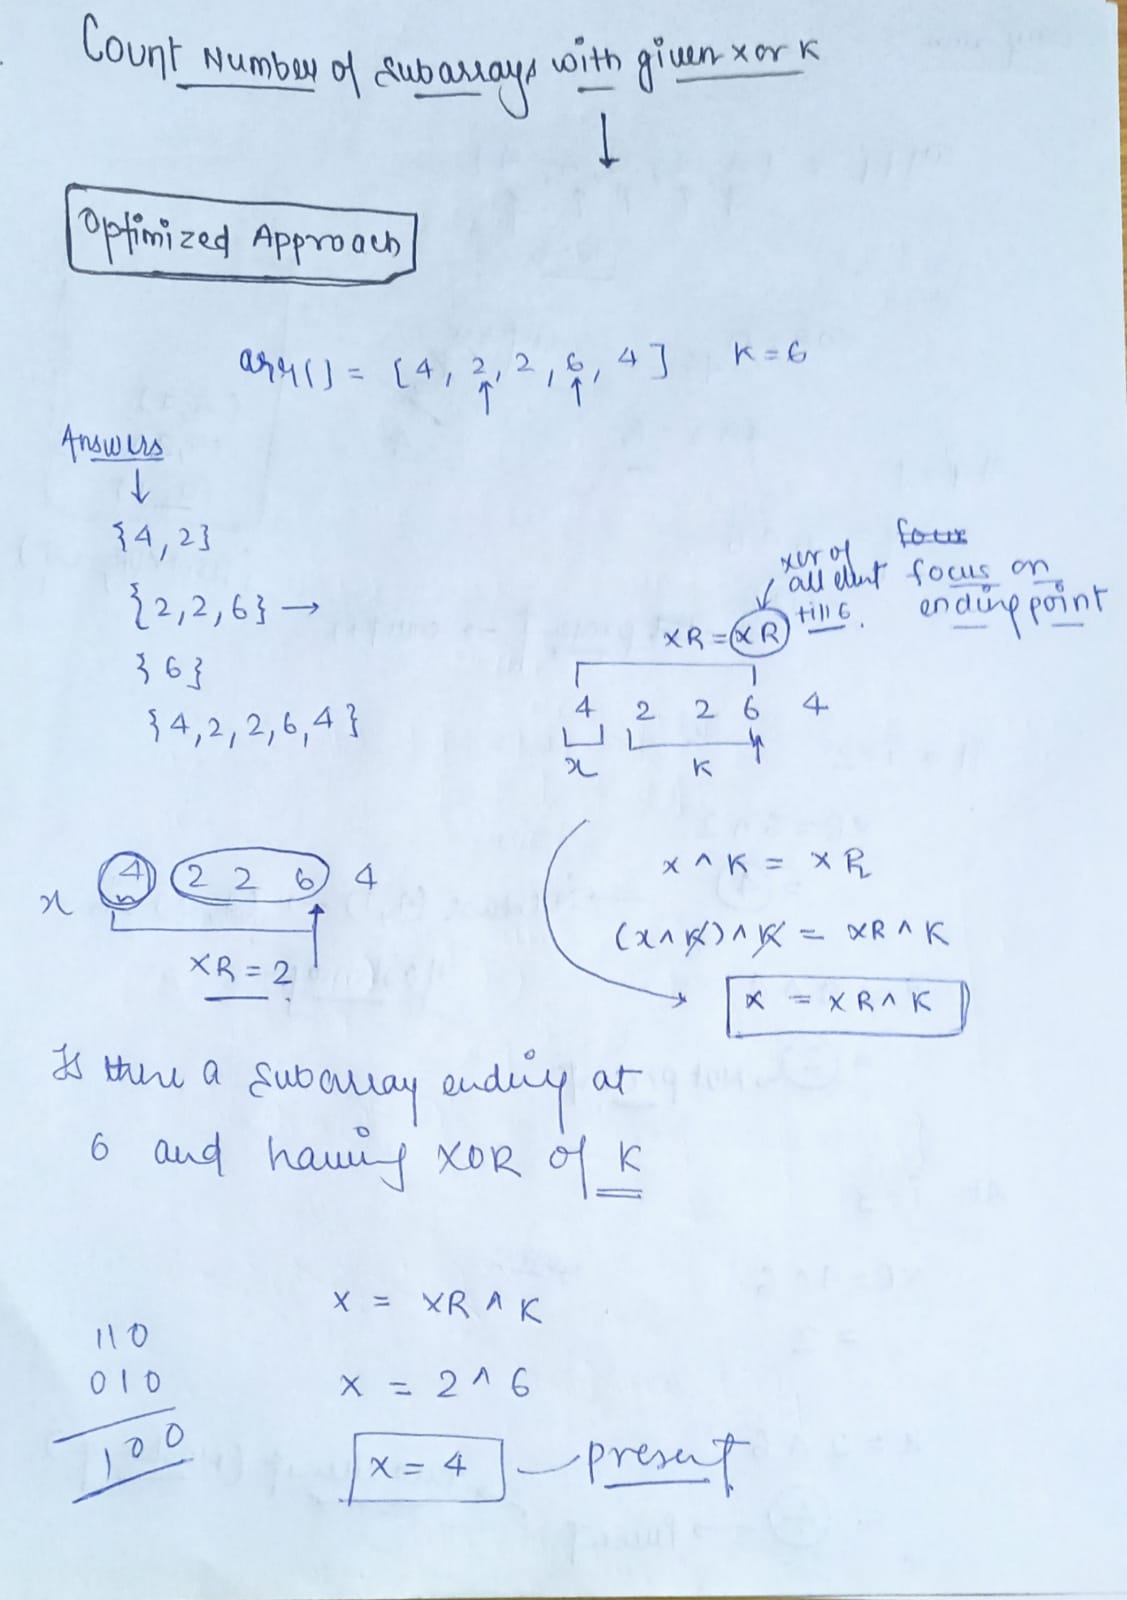 Count Number of subarrays with given xor K
↓
Optimized Approach
arr[] = [4, 2, 2, 6, 4] K=6
↑ ↑
Answers
↓
{4,2}
{2,2,6} →
{6}
{4,2,2,6,4}
focus on
ending point
xor of
all elemt
till 6.
XR = XR
4 2 2 6 4
x K
x 4 2 2 6 4
XR = 2
x ^ K = XR
(x ^ K) ^ K = XR ^ K
x = XR ^ K
Is there a subarray ending at
6 and having XOR of K
x = XR ^ K
110
010
100
x = 2 ^ 6
x = 4 — present